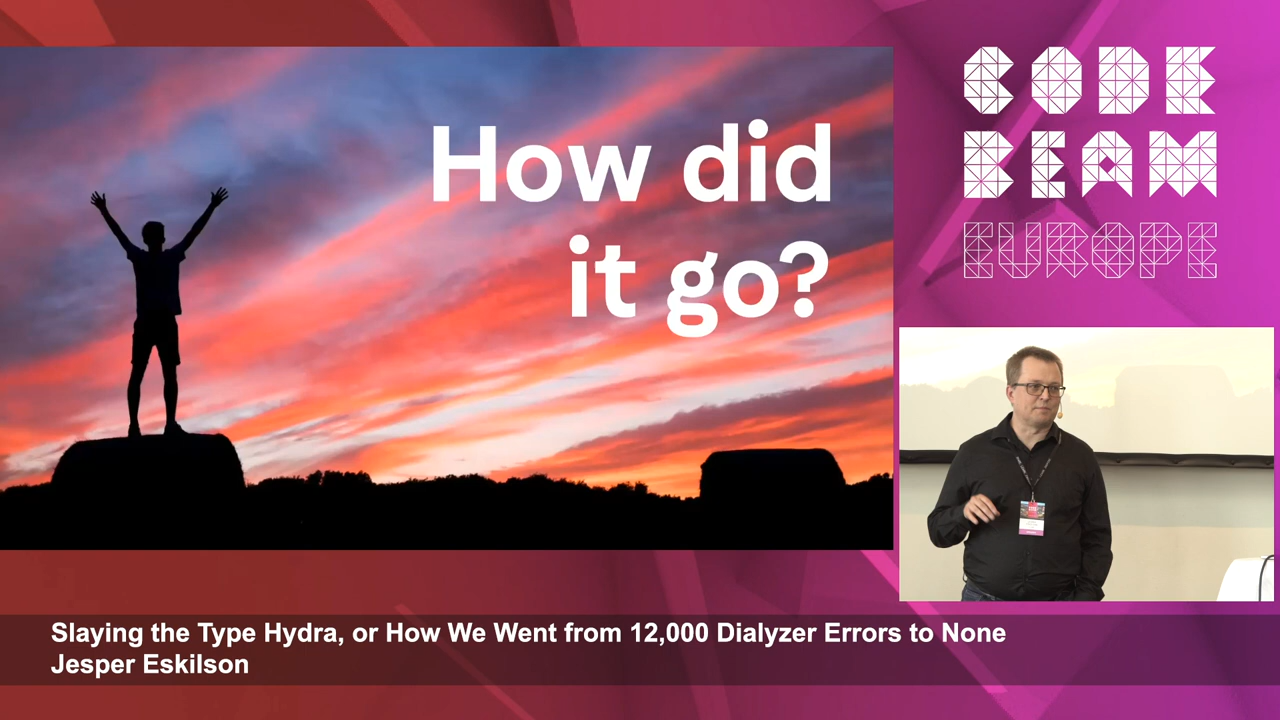 How did
it go?
CODE
BEAM
EUROPE
Slaying the Type Hydra, or How We Went from 12,000 Dialyzer Errors to None
Jesper Eskilson